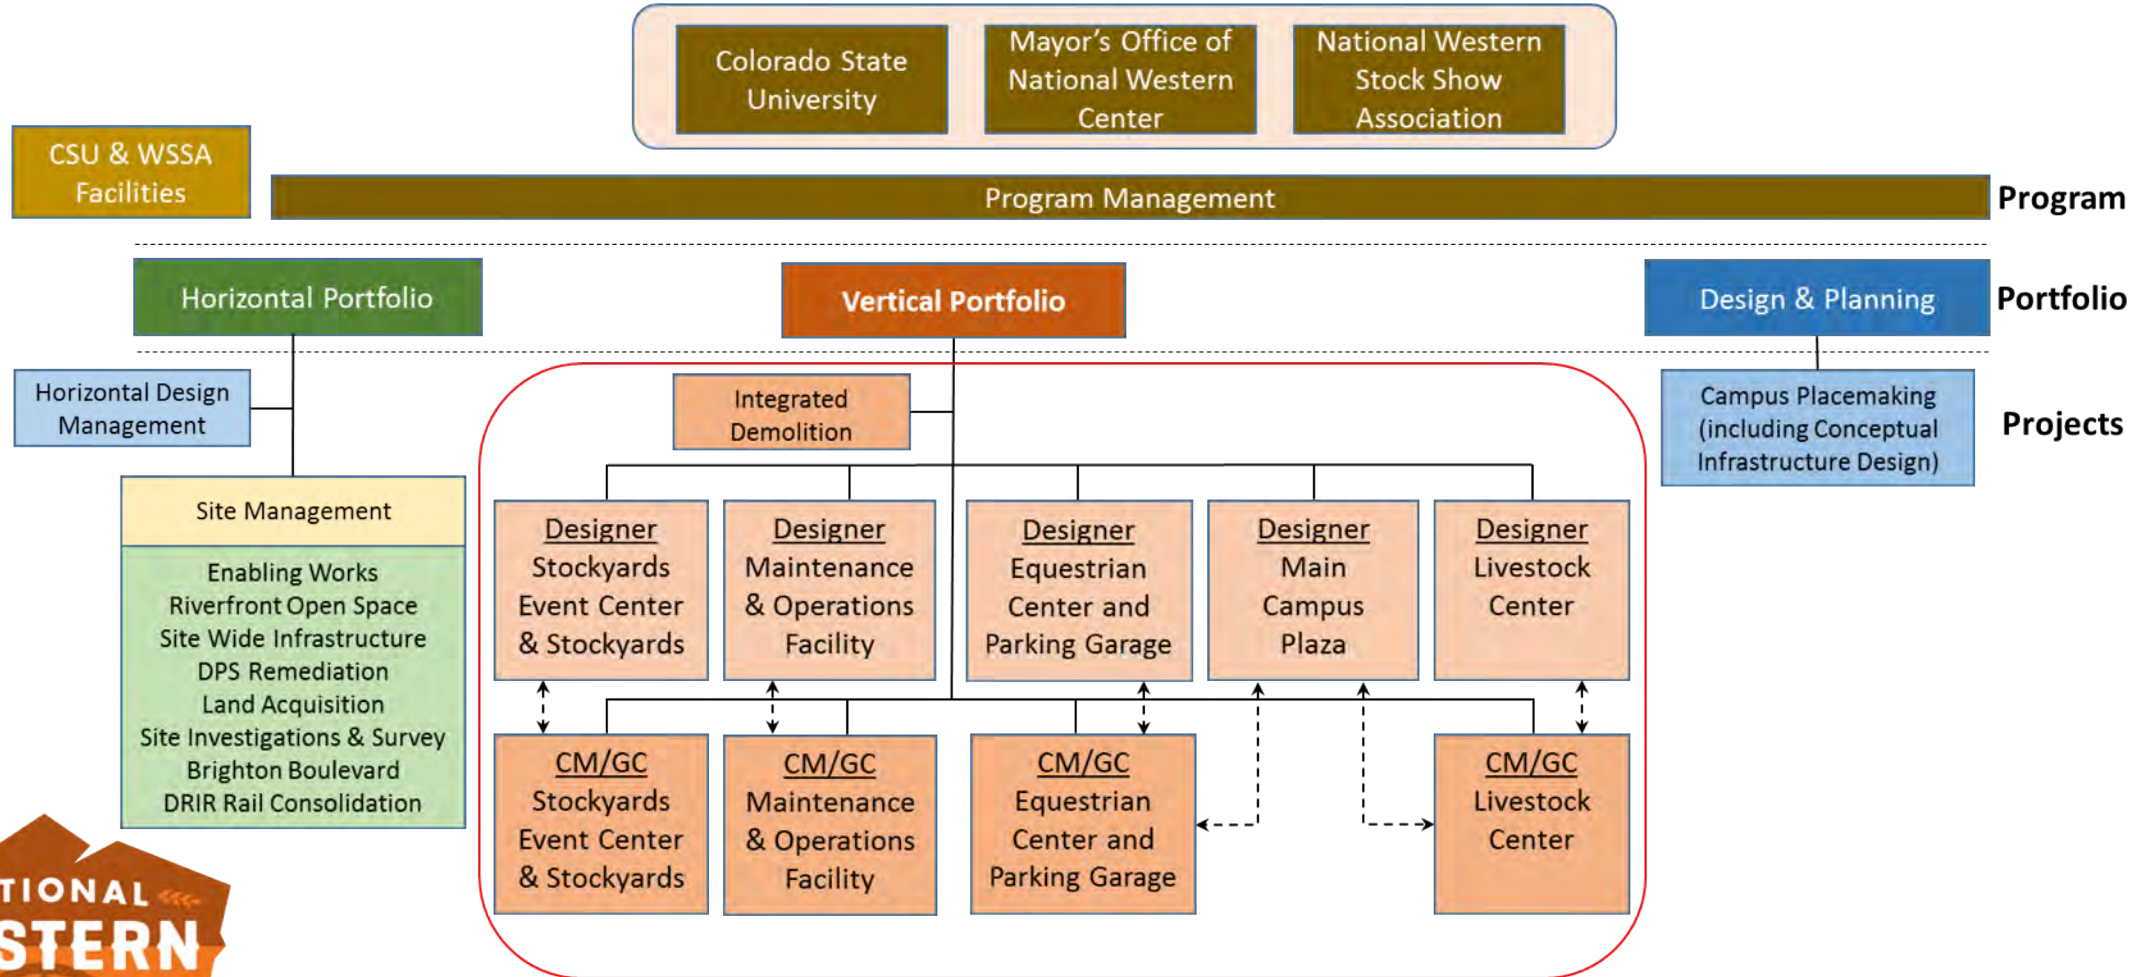 Colorado State
University
Mayor’s Office of
National Western
Center
National Western
Stock Show
Association
CSU & WSSA
Facilities
Program Management
Program
Horizontal Portfolio
Vertical Portfolio
Design & Planning
Portfolio
Horizontal Design
Management
Integrated
Demolition
Campus Placemaking
(including Conceptual
Infrastructure Design)
Projects
Site Management
Enabling Works
Riverfront Open Space
Site Wide Infrastructure
DPS Remediation
Land Acquisition
Site Investigations & Survey
Brighton Boulevard
DRIR Rail Consolidation
Designer
Stockyards
Event Center
& Stockyards
Designer
Maintenance
& Operations
Facility
Designer
Equestrian
Center and
Parking Garage
Designer
Main
Campus
Plaza
Designer
Livestock
Center
CM/GC
Stockyards
Event Center
& Stockyards
CM/GC
Maintenance
& Operations
Facility
CM/GC
Equestrian
Center and
Parking Garage
CM/GC
Livestock
Center
TIONAL
STERN